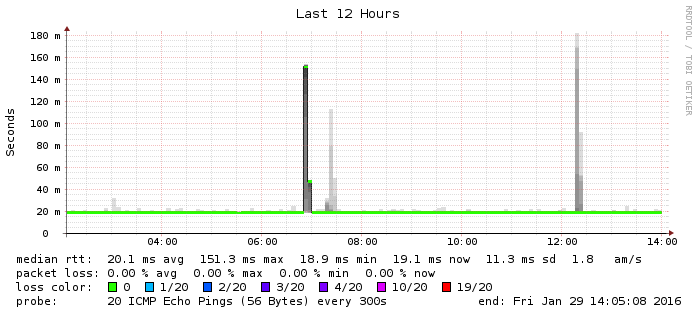 Last 12 Hours
RRDTOOL / TOBI OETIKER
Seconds
180 m
160 m
140 m
120 m
100 m
80 m
60 m
40 m
20 m
0
04:00 06:00 08:00 10:00 12:00 14:00
median rtt: 20.1 ms avg 151.3 ms max 18.9 ms min 19.1 ms now 11.3 ms sd 1.8 am/s
packet loss: 0.00 % avg 0.00 % max 0.00 % min 0.00 % now
loss color: 0 1/20 2/20 3/20 4/20 10/20 19/20
probe: 20 ICMP Echo Pings (56 Bytes) every 300s end: Fri Jan 29 14:05:08 2016